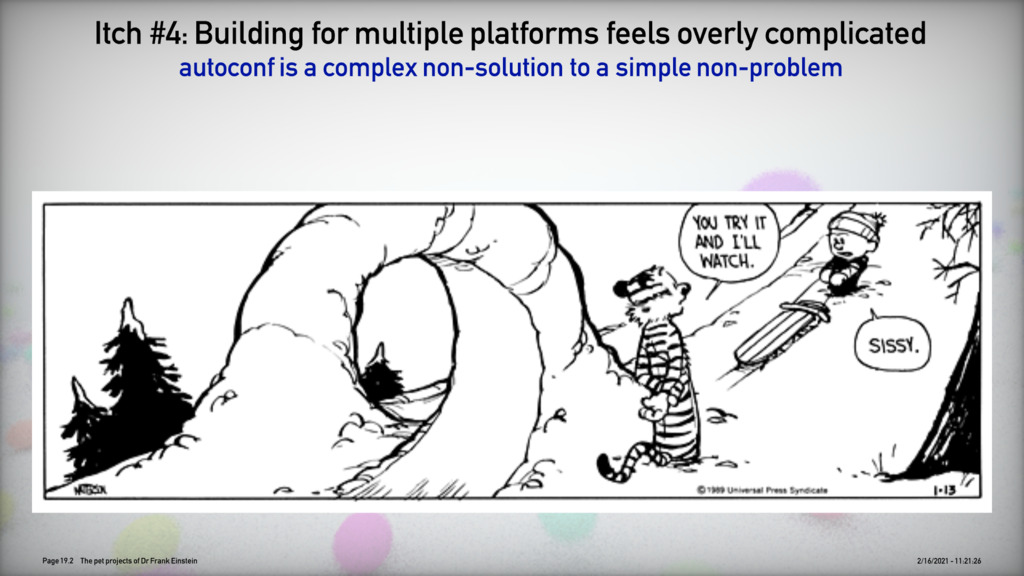 Itch #4: Building for multiple platforms feels overly complicated
autoconf is a complex non-solution to a simple non-problem
YOU TRY IT
AND I'LL
WATCH.
SISSY.
WATTERSON
©1989 Universal Press Syndicate
1-13
Page 19.2 The pet projects of Dr Frank Einstein
2/16/2021 - 11:21:26